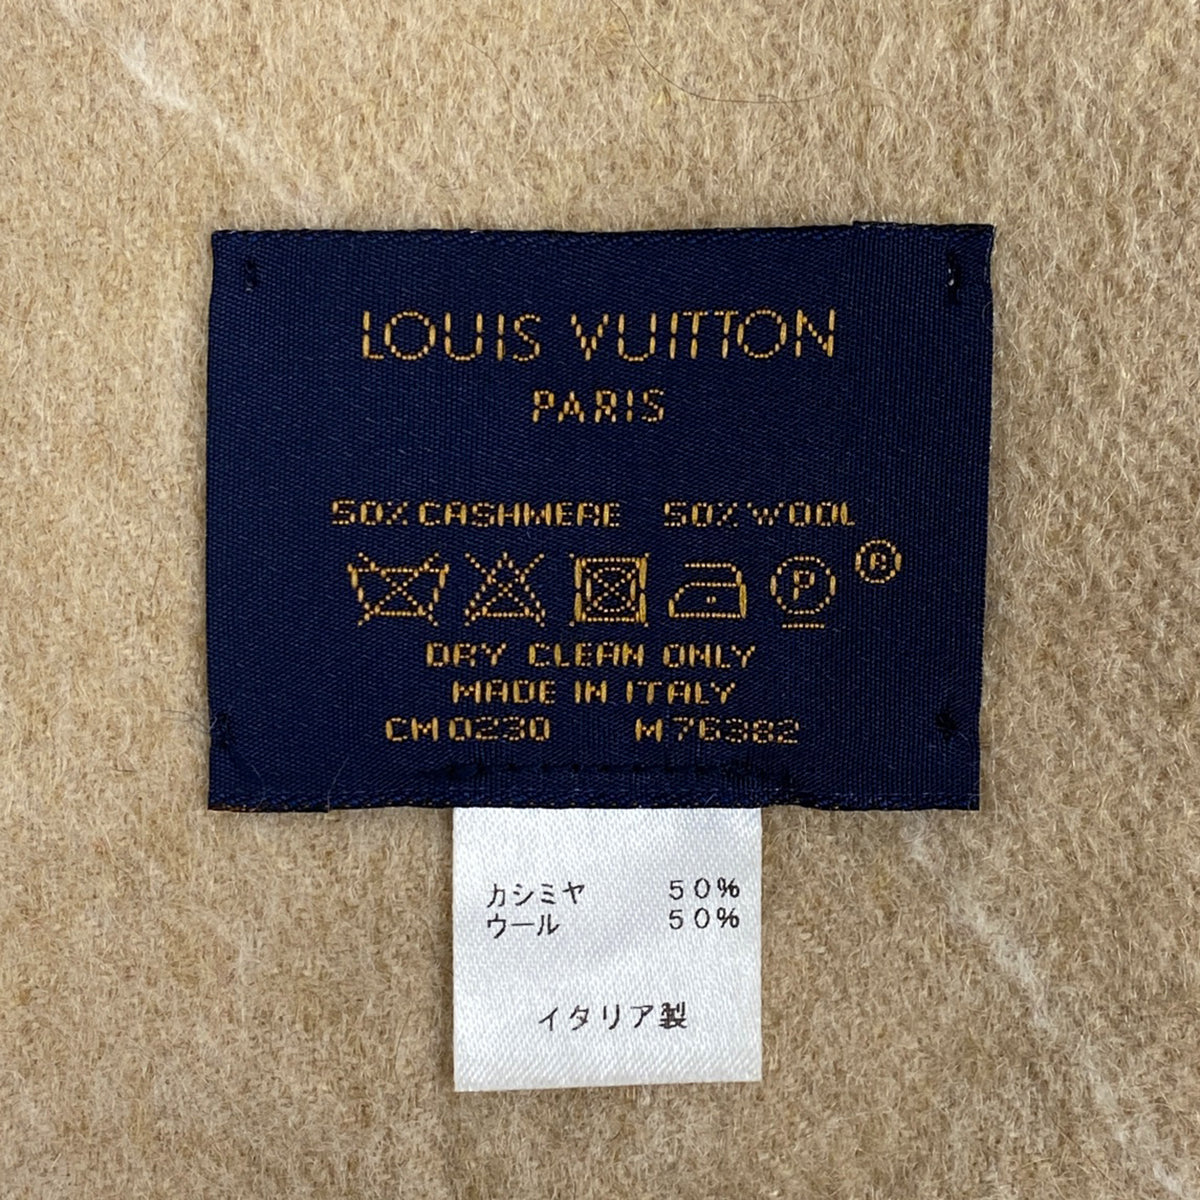 LOUIS VUITTON
PARIS
50% CASHMERE 50% WOOL
P ®
DRY CLEAN ONLY
MADE IN ITALY
CM0230 M76382
カシミヤ 50%
ウール 50%
イタリア製